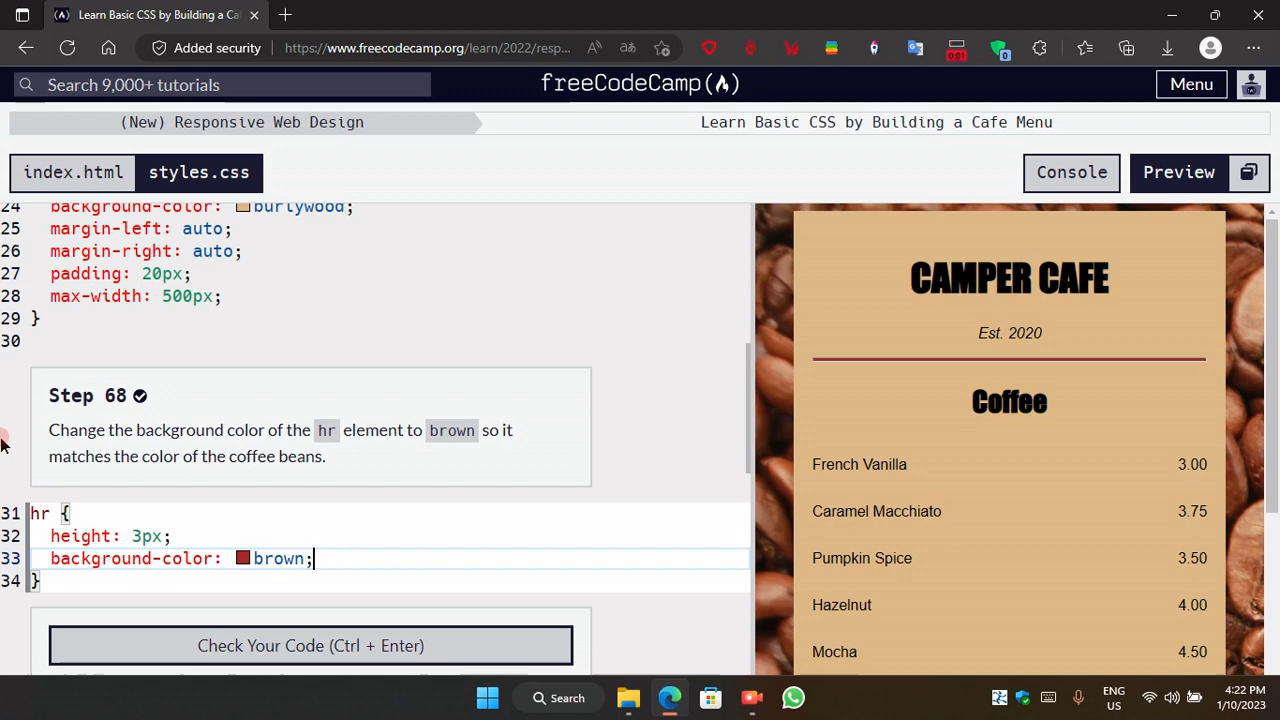 Learn Basic CSS by Building a Caf
Added security
https://www.freecodecamp.org/learn/2022/resp...
Search 9,000+ tutorials
freeCodeCamp
Menu
(New) Responsive Web Design
Learn Basic CSS by Building a Cafe Menu
index.html
styles.css
Console
Preview
24 background-color: burlywood;
25 margin-left: auto;
26 margin-right: auto;
27 padding: 20px;
28 max-width: 500px;
29 }
30
Step 68
Change the background color of the hr element to brown so it
matches the color of the coffee beans.
31 hr {
32 height: 3px;
33 background-color: brown;
34 }
Check Your Code (Ctrl + Enter)
CAMPER CAFE
Est. 2020
Coffee
French Vanilla 3.00
Caramel Macchiato 3.75
Pumpkin Spice 3.50
Hazelnut 4.00
Mocha 4.50
Search
ENG
US
4:22 PM
1/10/2023